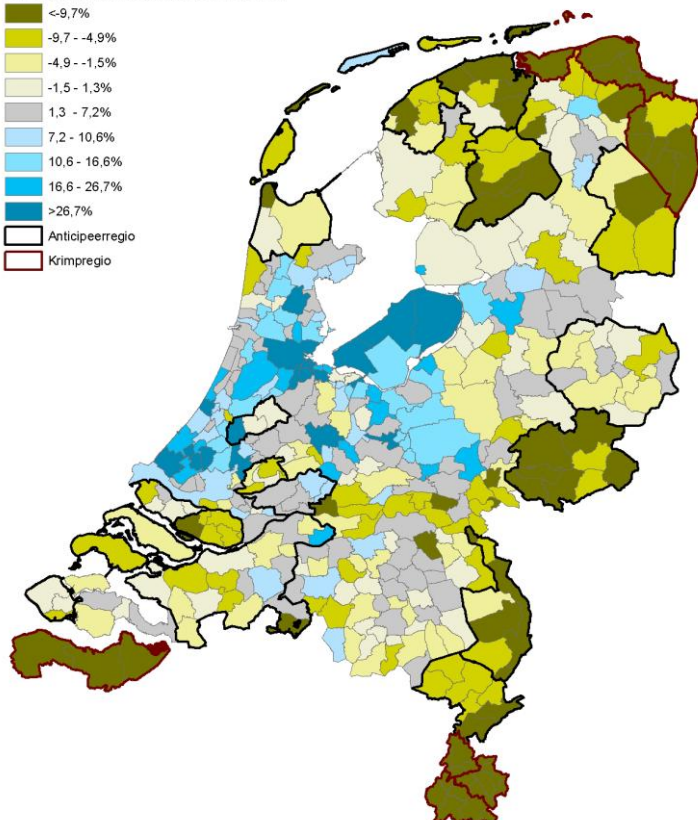 <-9,7%
-9,7 - -4,9%
-4,9 - -1,5%
-1,5 - 1,3%
1,3 - 7,2%
7,2 - 10,6%
10,6 - 16,6%
16,6 - 26,7%
>26,7%
Anticipeerregio
Krimpregio